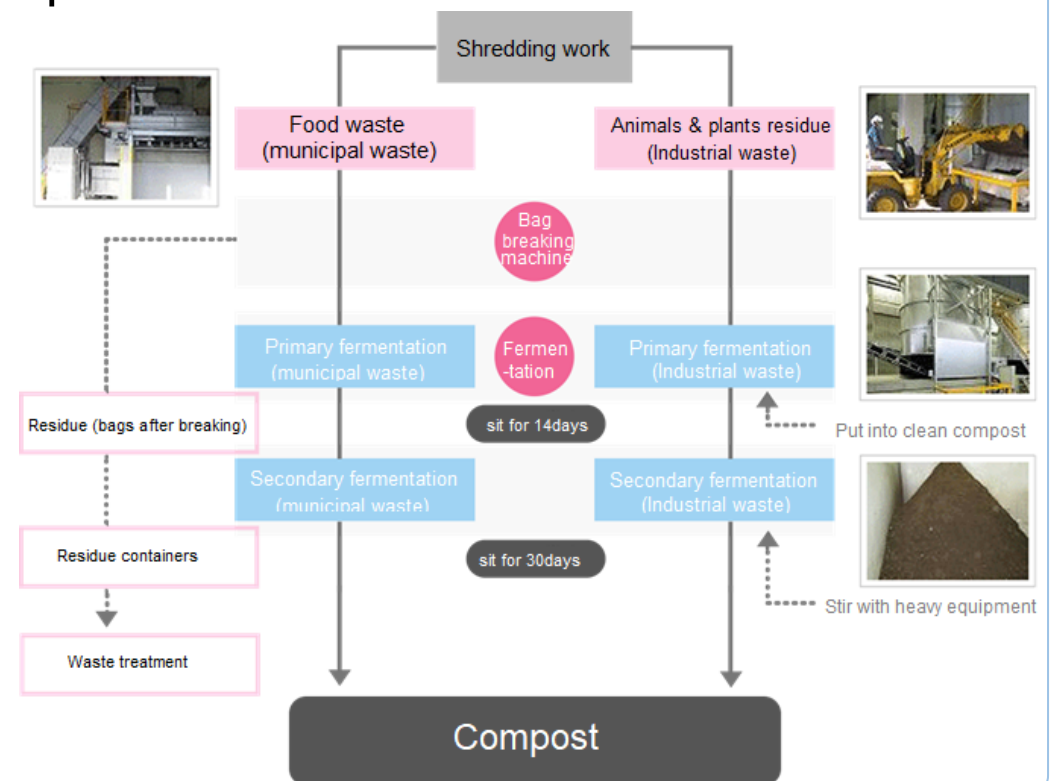 Shredding work
Food waste
(municipal waste)
Animals & plants residue
(Industrial waste)
Bag
breaking
machine
Primary fermentation
(municipal waste)
Fermen
-tation
Primary fermentation
(Industrial waste)
Residue (bags after breaking)
sit for 14days
Put into clean compost
Secondary fermentation
(municipal waste)
Secondary fermentation
(Industrial waste)
Residue containers
sit for 30days
Stir with heavy equipment
Waste treatment
Compost